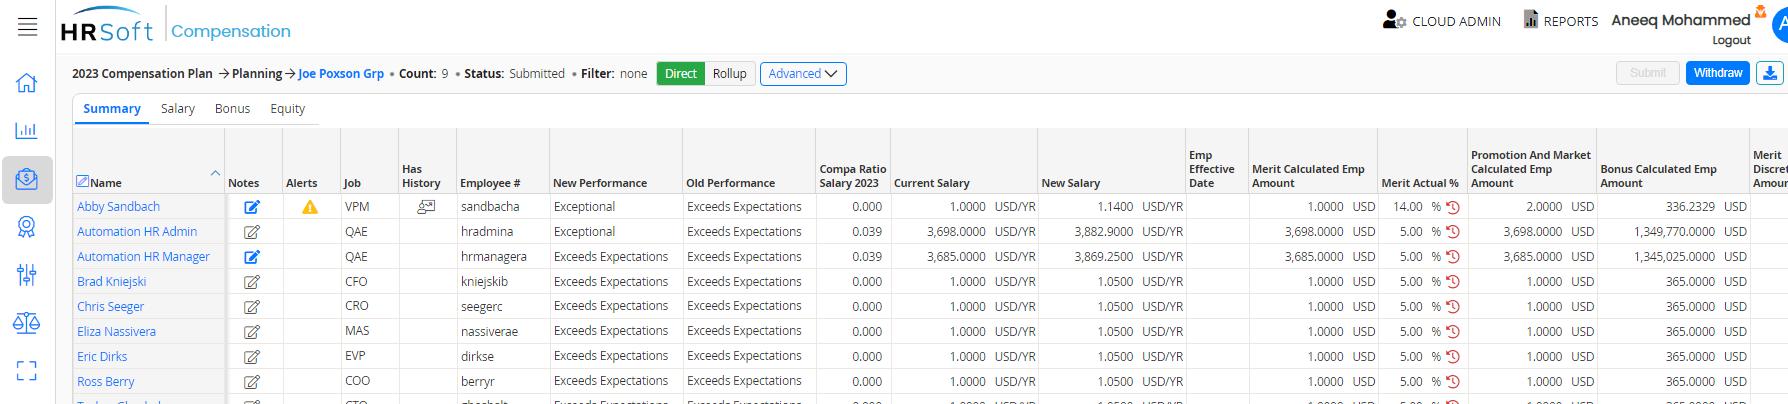 HRSoft Compensation CLOUD ADMIN REPORTS Aneeq Mohammed A
Logout
2023 Compensation Plan → Planning → Joe Poxson Grp • Count: 9 • Status: Submitted • Filter: none Direct Rollup Advanced Submit Withdraw
Summary Salary Bonus Equity
Name Notes Alerts Job Has History Employee # New Performance Old Performance Compa Ratio Salary 2023 Current Salary New Salary Emp Effective Date Merit Calculated Emp Amount Merit Actual % Promotion And Market Calculated Emp Amount Bonus Calculated Emp Amount Merit
Abby Sandbach VPM sandbacha Exceptional Exceeds Expectations 0.000 1.0000 USD/YR 1.1400 USD/YR 1.0000 USD 14.00 % 2.0000 USD 336.2329 USD
Automation HR Admin QAE hradmina Exceptional Exceeds Expectations 0.039 3,698.0000 USD/YR 3,882.9000 USD/YR 3,698.0000 USD 5.00 % 3,698.0000 USD 1,349,770.0000 USD
Automation HR Manager QAE hrmanagera Exceeds Expectations Exceeds Expectations 0.039 3,685.0000 USD/YR 3,869.2500 USD/YR 3,685.0000 USD 5.00 % 3,685.0000 USD 1,345,025.0000 USD
Brad Kniejski CFO kniejskib Exceeds Expectations Exceeds Expectations 0.000 1.0000 USD/YR 1.0500 USD/YR 1.0000 USD 5.00 % 1.0000 USD 365.0000 USD
Chris Seeger CRO seegerc Exceeds Expectations Exceeds Expectations 0.000 1.0000 USD/YR 1.0500 USD/YR 1.0000 USD 5.00 % 1.0000 USD 365.0000 USD
Eliza Nassivera MAS nassiverae Exceeds Expectations Exceeds Expectations 0.000 1.0000 USD/YR 1.0500 USD/YR 1.0000 USD 5.00 % 1.0000 USD 365.0000 USD
Eric Dirks EVP dirkse Exceeds Expectations Exceeds Expectations 0.000 1.0000 USD/YR 1.0500 USD/YR 1.0000 USD 5.00 % 1.0000 USD 365.0000 USD
Ross Berry COO berryr Exceeds Expectations Exceeds Expectations 0.000 1.0000 USD/YR 1.0500 USD/YR 1.0000 USD 5.00 % 1.0000 USD 365.0000 USD